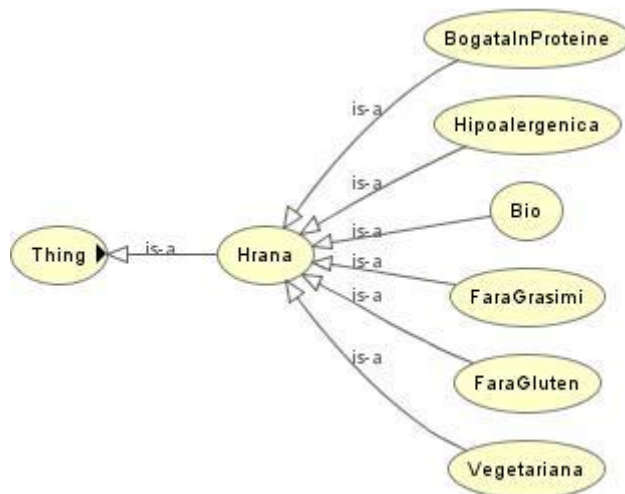 BogataInProteine
is-a
Hipoalergenica
is-a
Bio
is-a
Thing
is-a
Hrana
is-a
FaraGrasimi
is-a
FaraGluten
is-a
Vegetariana